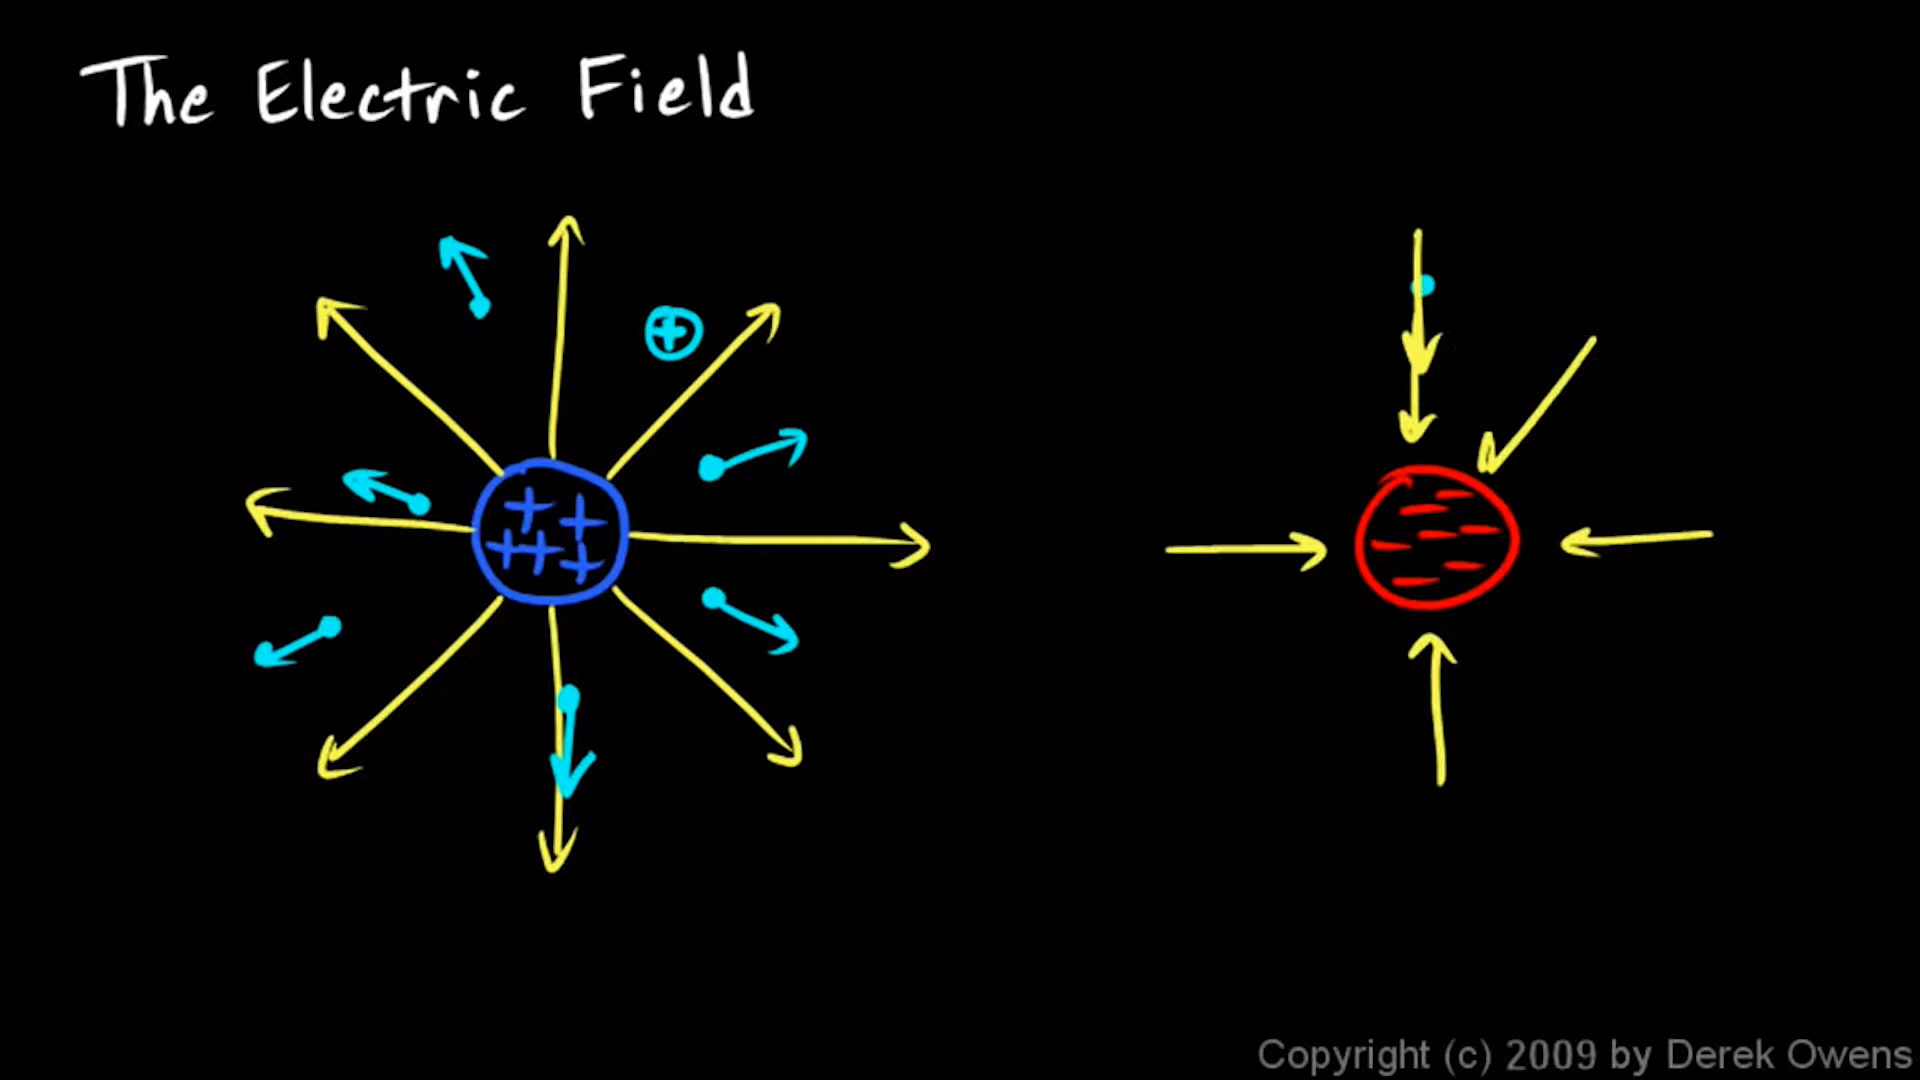 The Electric Field
+
+ +
+ + +
Copyright (c) 2009 by Derek Owens